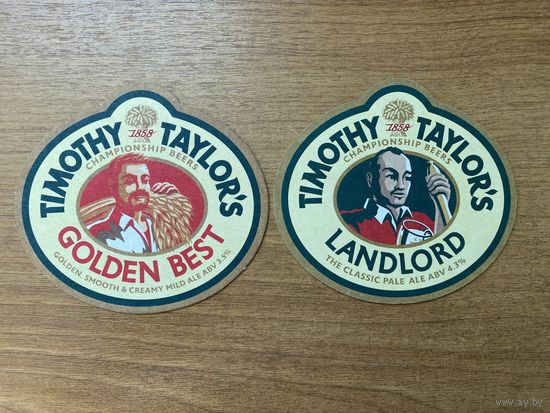 1858
TIMOTHY TAYLOR'S
CHAMPIONSHIP BEERS
GOLDEN BEST
GOLDEN, SMOOTH & CREAMY MILD ALE ABV 3.5%
1858
TIMOTHY TAYLOR'S
CHAMPIONSHIP BEERS
LANDLORD
THE CLASSIC PALE ALE ABV 4.3%
www.ay.by